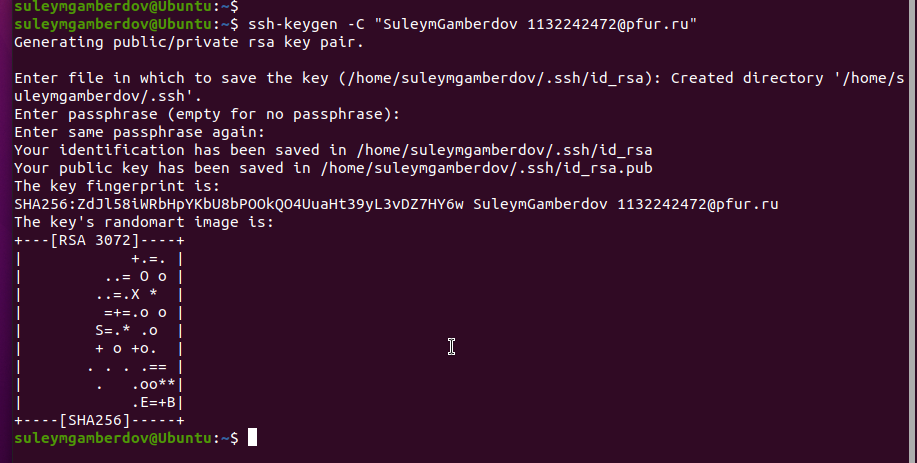 suleymgamberdov@Ubuntu:~$
suleymgamberdov@Ubuntu:~$ ssh-keygen -C "SuleymGamberdov 1132242472@pfur.ru"
Generating public/private rsa key pair.

Enter file in which to save the key (/home/suleymgamberdov/.ssh/id_rsa): Created directory '/home/s
uleymgamberdov/.ssh'.
Enter passphrase (empty for no passphrase):
Enter same passphrase again:
Your identification has been saved in /home/suleymgamberdov/.ssh/id_rsa
Your public key has been saved in /home/suleymgamberdov/.ssh/id_rsa.pub
The key fingerprint is:
SHA256:ZdJl58iWRbHpYKbU8bPOOkQO4UuaHt39yL3vDZ7HY6w SuleymGamberdov 1132242472@pfur.ru
The key's randomart image is:
+---[RSA 3072]----+
|            +.=. |
|         ..= O o |
|        ..=.X *  |
|         =+=.o o |
|        S=.* .o  |
|        + o +o.  |
|       . . . .== |
|        .   .oo**|
|            .E=+B|
+----[SHA256]-----+
suleymgamberdov@Ubuntu:~$